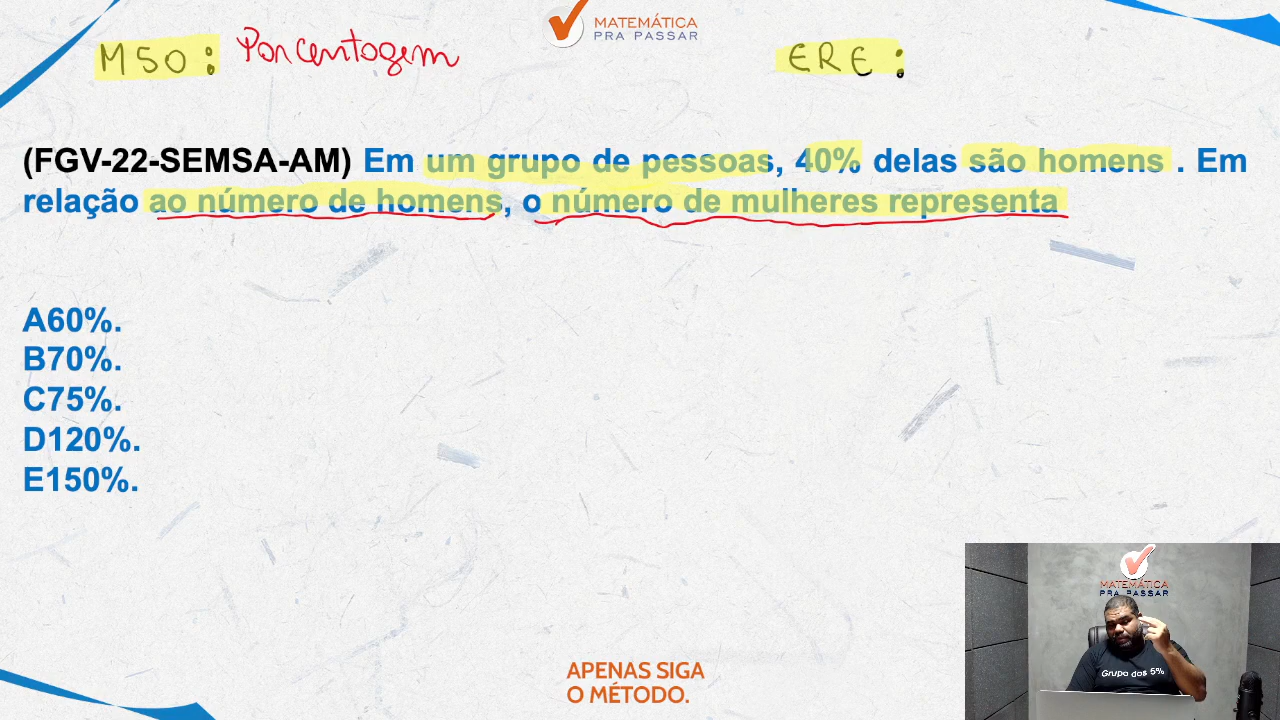 MATEMÁTICA
PRA PASSAR
M50: Porcentagem
ERE:
(FGV-22-SEMSA-AM) Em um grupo de pessoas, 40% delas são homens . Em
relação ao número de homens, o número de mulheres representa
A60%.
B70%.
C75%.
D120%.
E150%.
MATEMÁTICA
PRA PASSAR
Grupo dos 5%
APENAS SIGA
O MÉTODO.